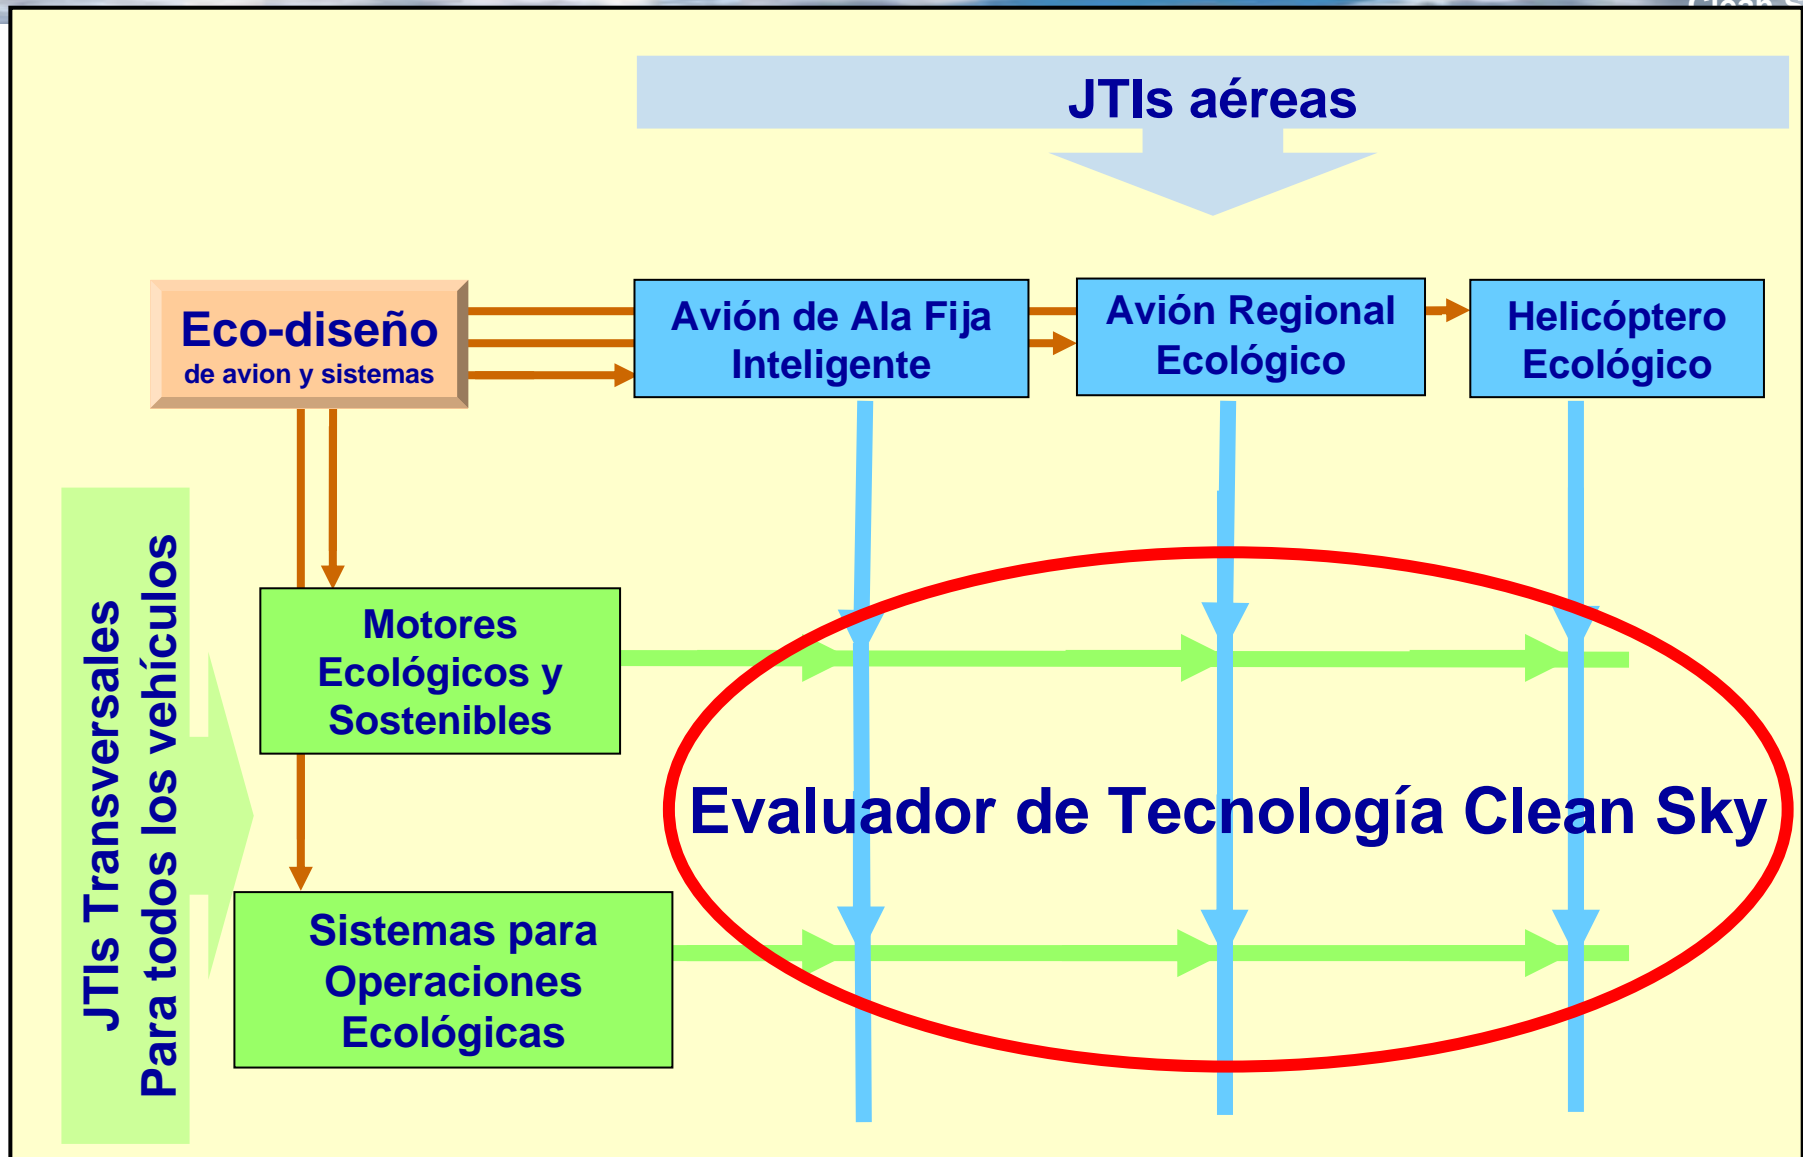 JTIs aéreas
Eco-diseño
de avion y sistemas
Avión de Ala Fija
Inteligente
Avión Regional
Ecológico
Helicóptero
Ecológico
JTIs Transversales
Para todos los vehículos
Motores
Ecológicos y
Sostenibles
Evaluador de Tecnología Clean Sky
Sistemas para
Operaciones
Ecológicas